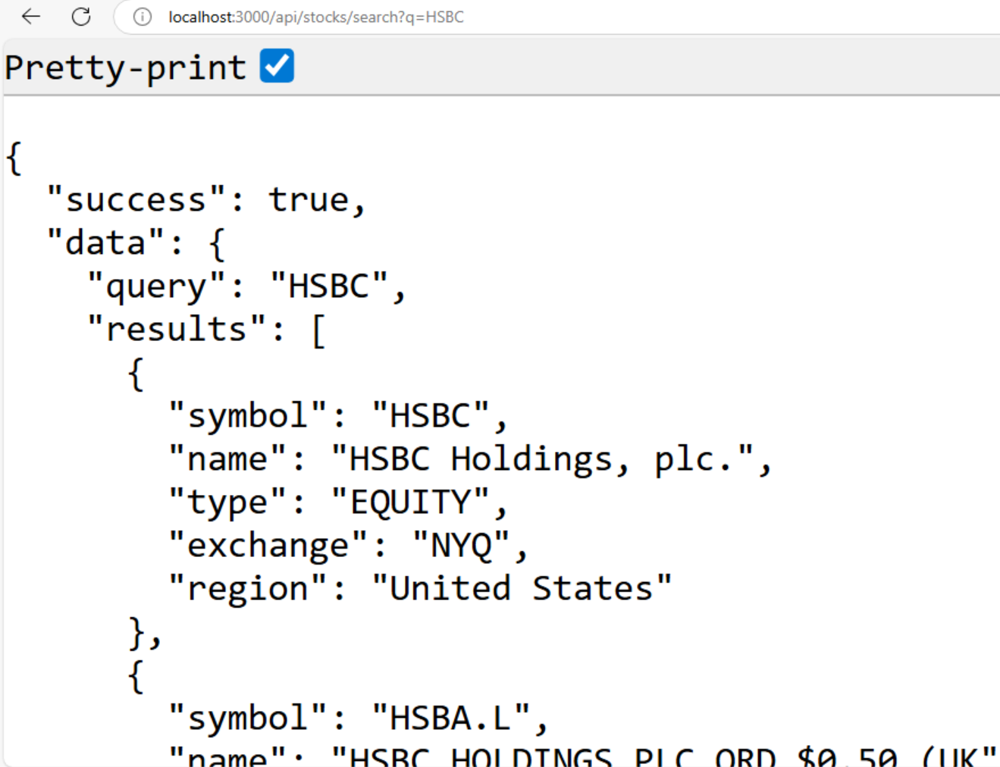 localhost:3000/api/stocks/search?q=HSBC
Pretty-print
{
"success": true,
"data": {
"query": "HSBC",
"results": [
{
"symbol": "HSBC",
"name": "HSBC Holdings, plc.",
"type": "EQUITY",
"exchange": "NYQ",
"region": "United States"
},
{
"symbol": "HSBA.L",
"name": "HSBC HOLDINGS PLC ORD $0.50 (UK"